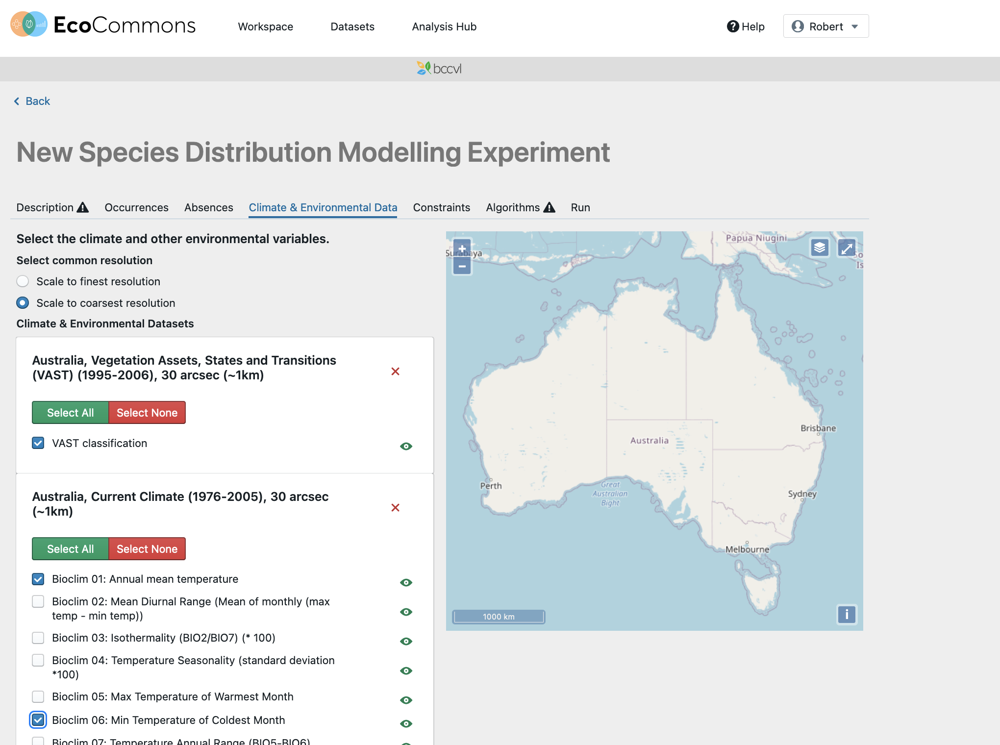 EcoCommons
Workspace
Datasets
Analysis Hub
Help
Robert
bccvl
Back
New Species Distribution Modelling Experiment
Description
Occurrences
Absences
Climate & Environmental Data
Constraints
Algorithms
Run
Select the climate and other environmental variables.
Select common resolution
Scale to finest resolution
Scale to coarsest resolution
Climate & Environmental Datasets
Australia, Vegetation Assets, States and Transitions
(VAST) (1995-2006), 30 arcsec (~1km)
Select All
Select None
VAST classification
Australia, Current Climate (1976-2005), 30 arcsec
(~1km)
Select All
Select None
Bioclim 01: Annual mean temperature
Bioclim 02: Mean Diurnal Range (Mean of monthly (max
temp - min temp))
Bioclim 03: Isothermality (BIO2/BIO7) (* 100)
Bioclim 04: Temperature Seasonality (standard deviation
*100)
Bioclim 05: Max Temperature of Warmest Month
Bioclim 06: Min Temperature of Coldest Month
Bioclim 07: Temperature Annual Range (BIO5-BIO6)
Papua Niugini
+
Surabaya
−
So
Is
Brisbane
Australia
Perth
Great
Australian
Bight
Sydney
Melbourne
1000 km
i